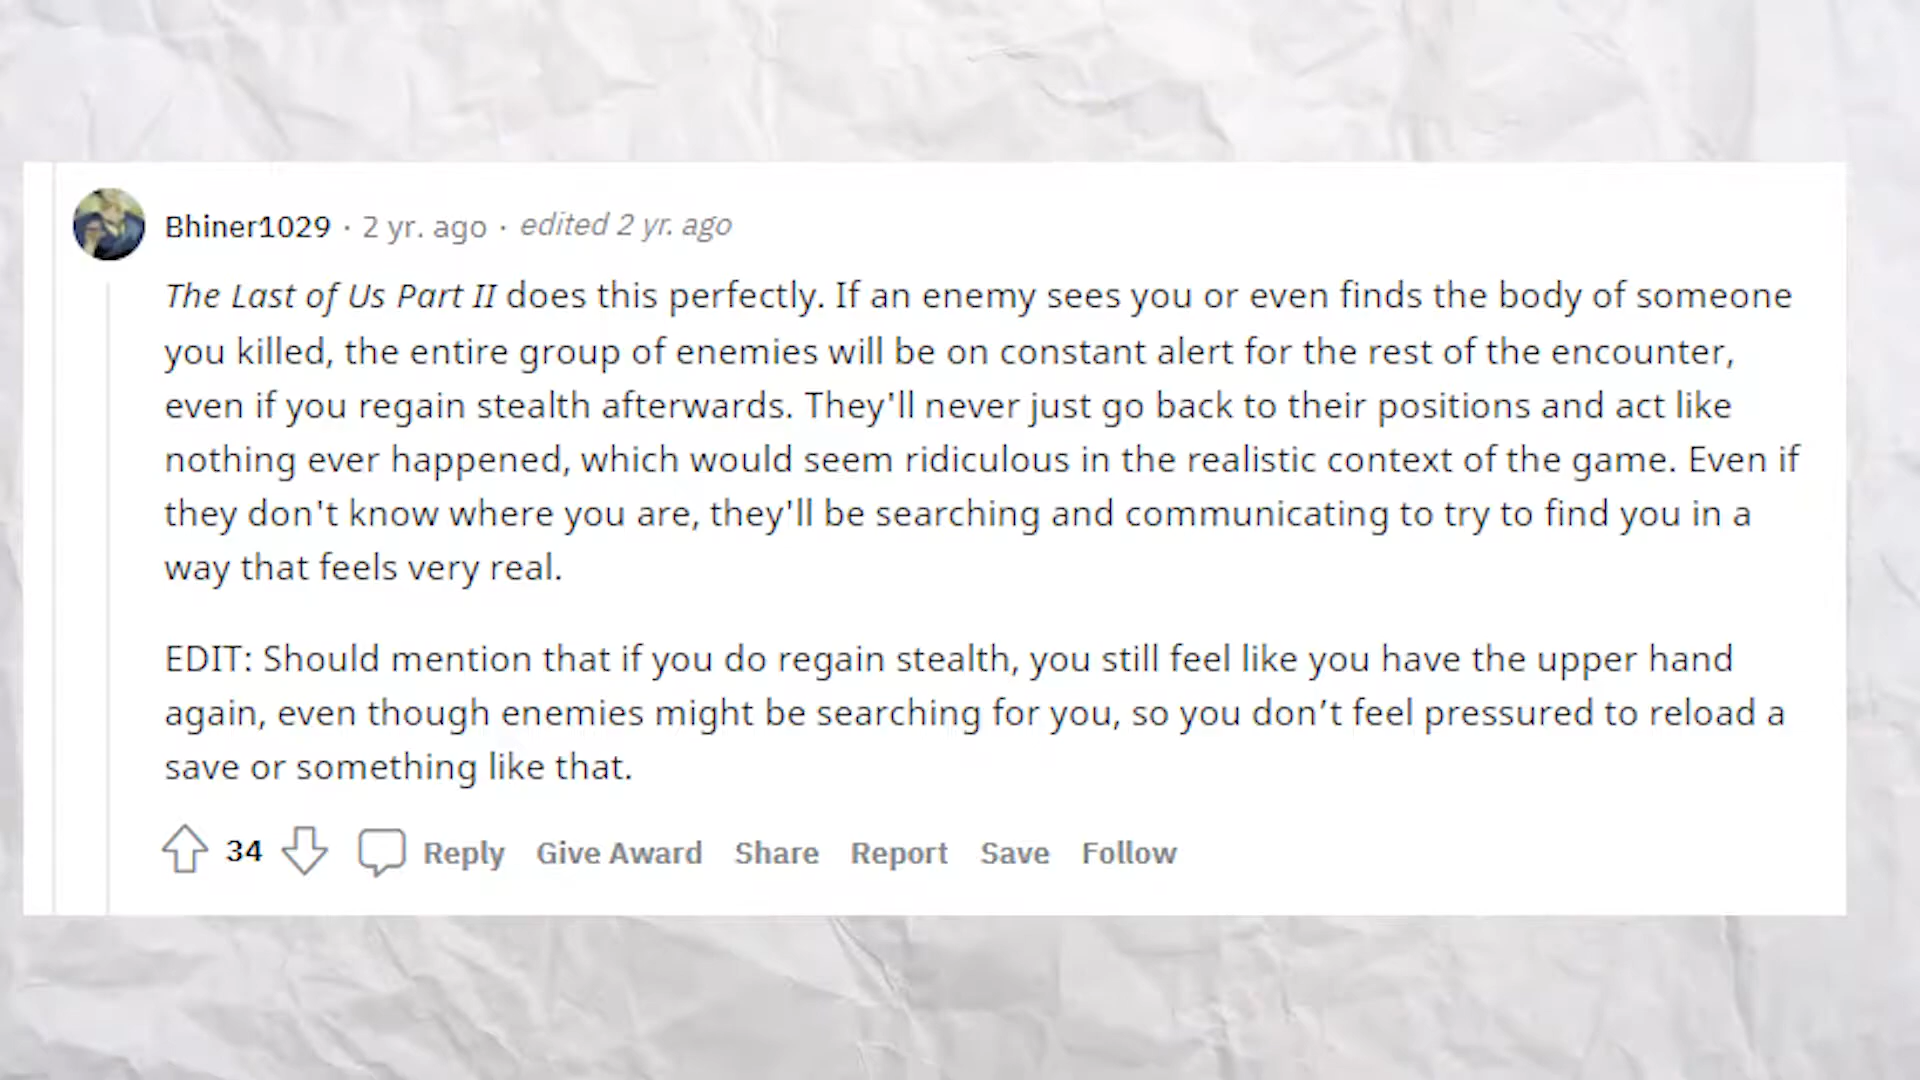 Bhiner1029 · 2 yr. ago · edited 2 yr. ago
The Last of Us Part II does this perfectly. If an enemy sees you or even finds the body of someone
you killed, the entire group of enemies will be on constant alert for the rest of the encounter,
even if you regain stealth afterwards. They'll never just go back to their positions and act like
nothing ever happened, which would seem ridiculous in the realistic context of the game. Even if
they don't know where you are, they'll be searching and communicating to try to find you in a
way that feels very real.
EDIT: Should mention that if you do regain stealth, you still feel like you have the upper hand
again, even though enemies might be searching for you, so you don’t feel pressured to reload a
save or something like that.
34 Reply Give Award Share Report Save Follow